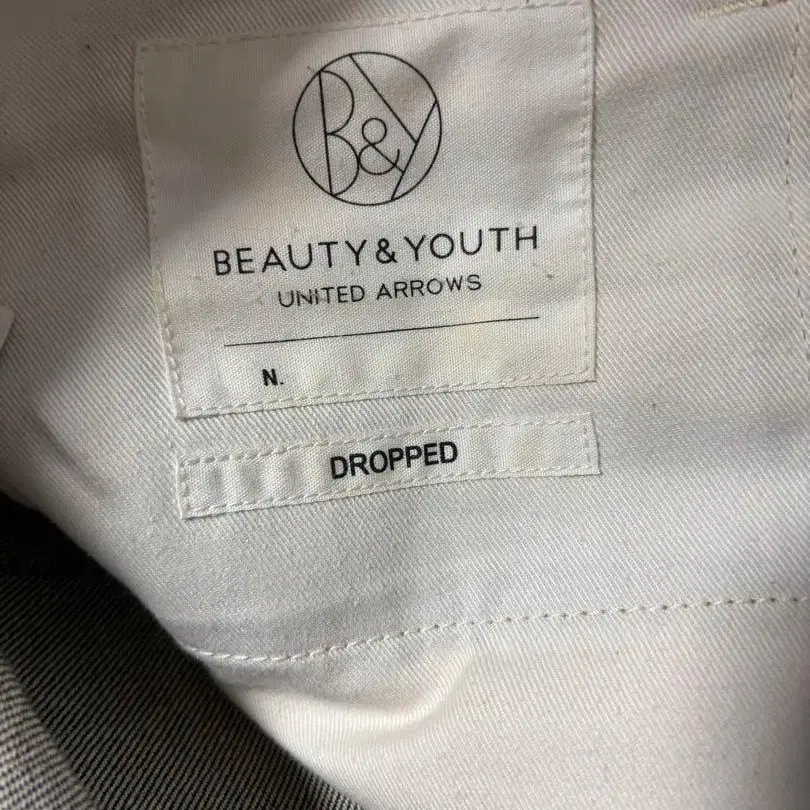 B&Y
BEAUTY & YOUTH
UNITED ARROWS
N.
DROPPED